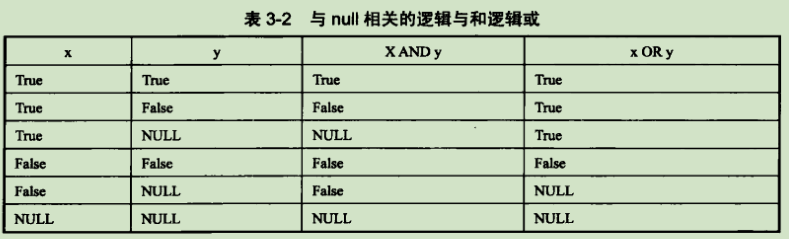 表 3-2 与 null 相关的逻辑与和逻辑或
x y X AND y x OR y
True True True True
True False False True
True NULL NULL True
False False False False
False NULL False NULL
NULL NULL NULL NULL